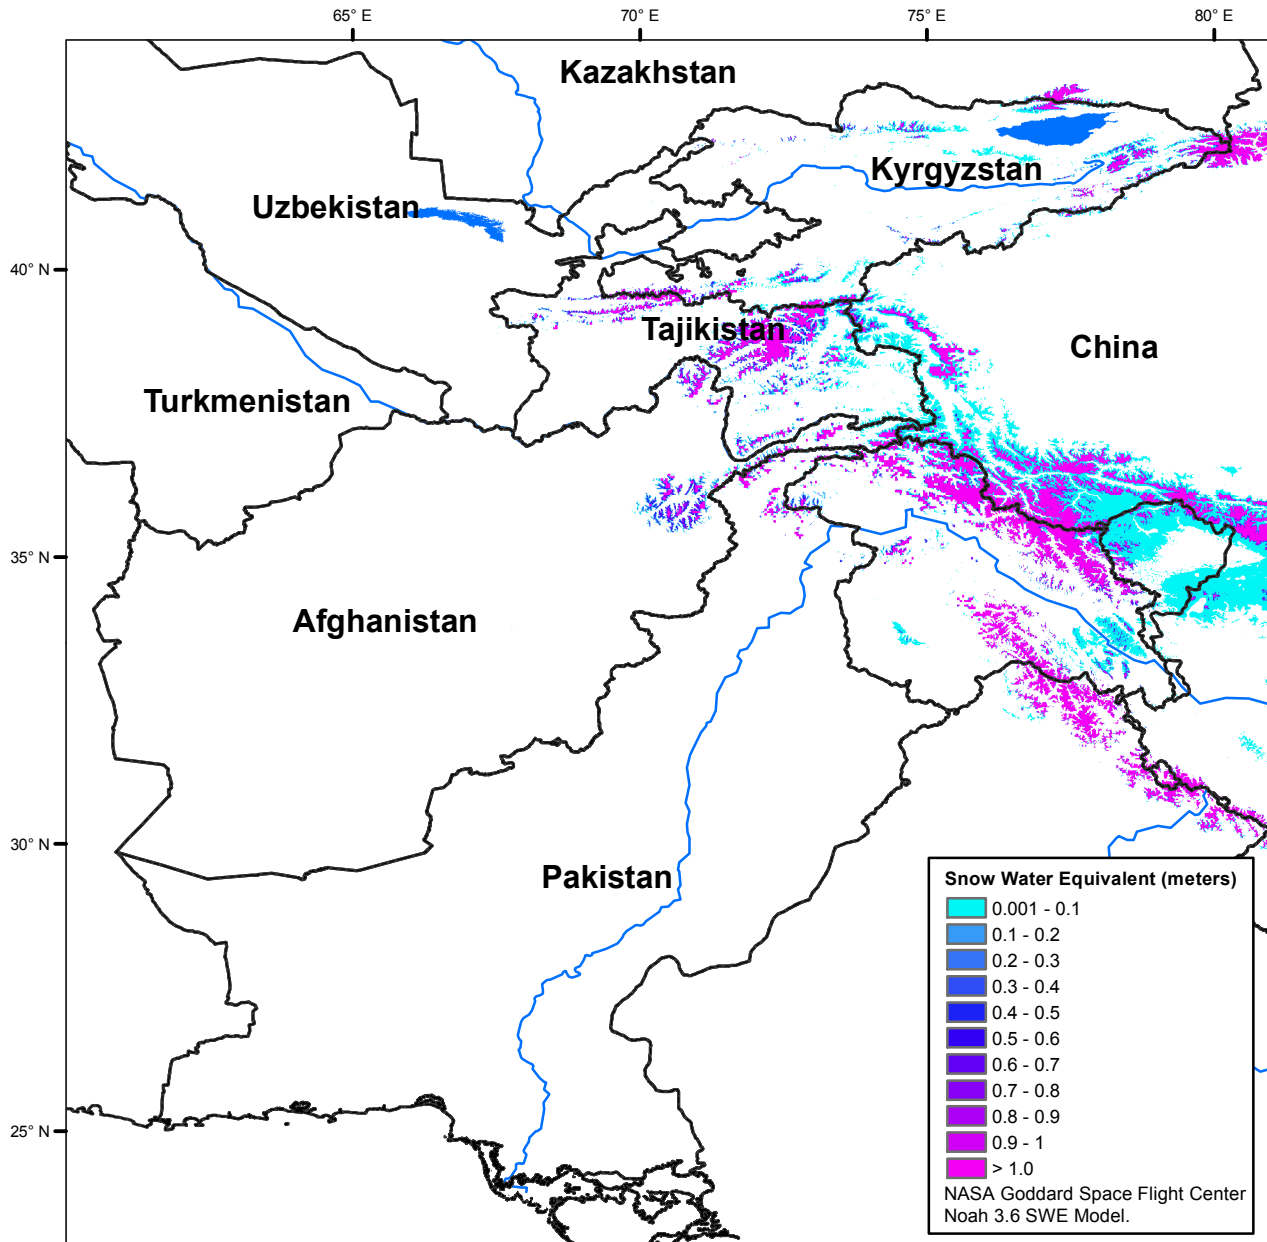 65° E
70° E
75° E
80° E
Kazakhstan
Kyrgyzstan
Uzbekistan
40° N
Tajikistan
China
Turkmenistan
35° N
Afghanistan
30° N
Pakistan
25° N
Snow Water Equivalent (meters)
0.001 - 0.1
0.1 - 0.2
0.2 - 0.3
0.3 - 0.4
0.4 - 0.5
0.5 - 0.6
0.6 - 0.7
0.7 - 0.8
0.8 - 0.9
0.9 - 1
> 1.0
NASA Goddard Space Flight Center
Noah 3.6 SWE Model.